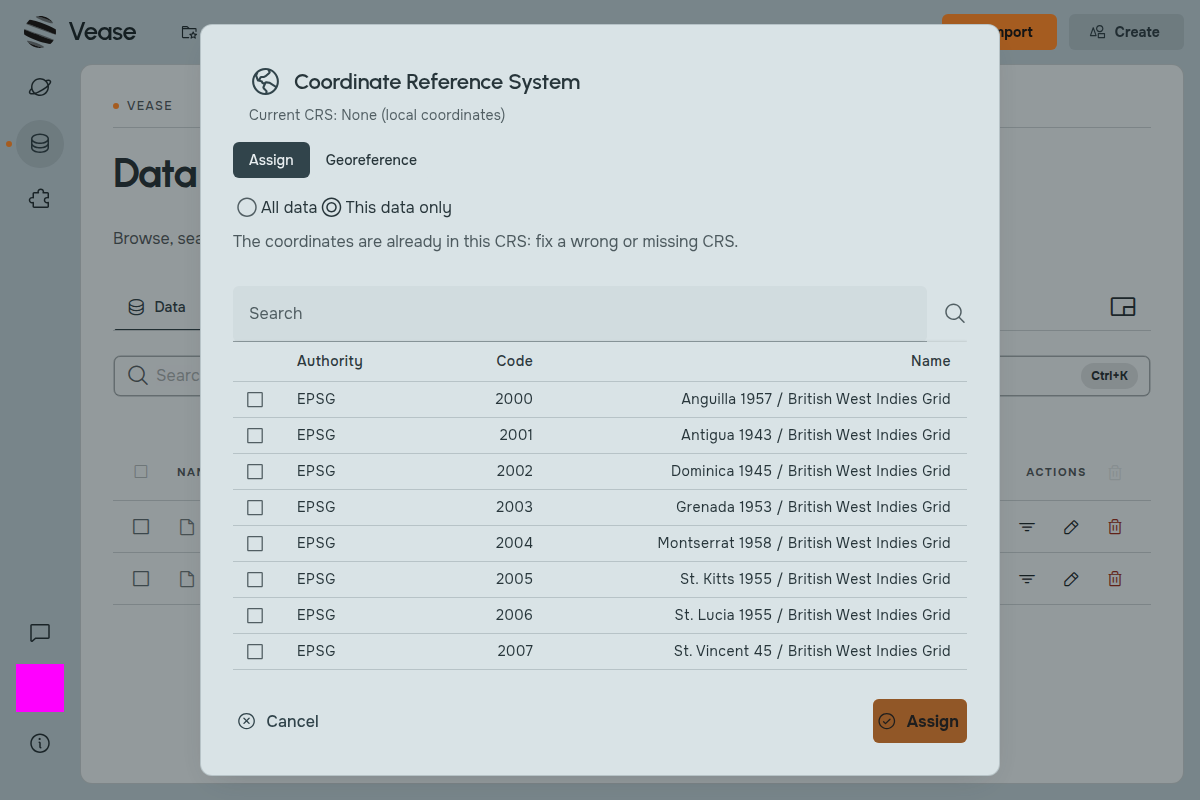 Vease
port
Create
VEASE
Data
Browse, sea
Data
Searc
Ctrl+K
NAM
ACTIONS
Coordinate Reference System
Current CRS: None (local coordinates)
Assign
Georeference
All data
This data only
The coordinates are already in this CRS: fix a wrong or missing CRS.
Search
Authority Code Name
EPSG 2000 Anguilla 1957 / British West Indies Grid
EPSG 2001 Antigua 1943 / British West Indies Grid
EPSG 2002 Dominica 1945 / British West Indies Grid
EPSG 2003 Grenada 1953 / British West Indies Grid
EPSG 2004 Montserrat 1958 / British West Indies Grid
EPSG 2005 St. Kitts 1955 / British West Indies Grid
EPSG 2006 St. Lucia 1955 / British West Indies Grid
EPSG 2007 St. Vincent 45 / British West Indies Grid
Cancel
Assign